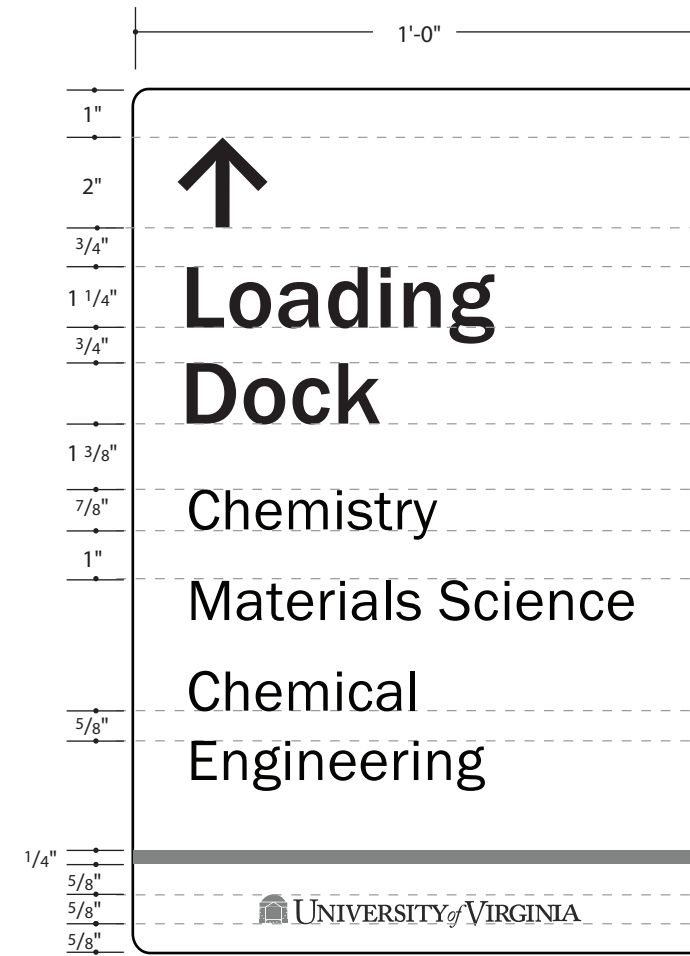 1'-0"
1"
2"
3/4"
Loading
1 1/4"
3/4"
Dock
1 3/8"
Chemistry
7/8"
1"
Materials Science
Chemical
5/8"
Engineering
1/4"
5/8"
5/8" UNIVERSITY of VIRGINIA
5/8"